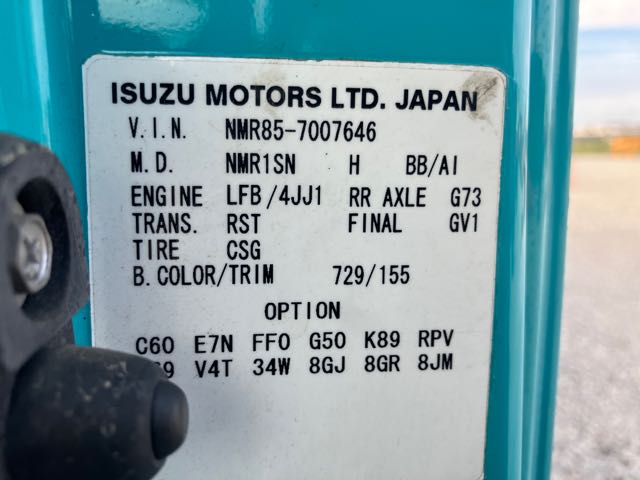 ISUZU MOTORS LTD. JAPAN
V.I.N. NMR85-7007646
M.D. NMR1SN H BB/AI
ENGINE LFB/4JJ1 RR AXLE G73
TRANS. RST FINAL GV1
TIRE CSG
B.COLOR/TRIM 729/155
OPTION
C60 E7N FF0 G50 K89 RPV
V4T 34W 8GJ 8GR 8JM